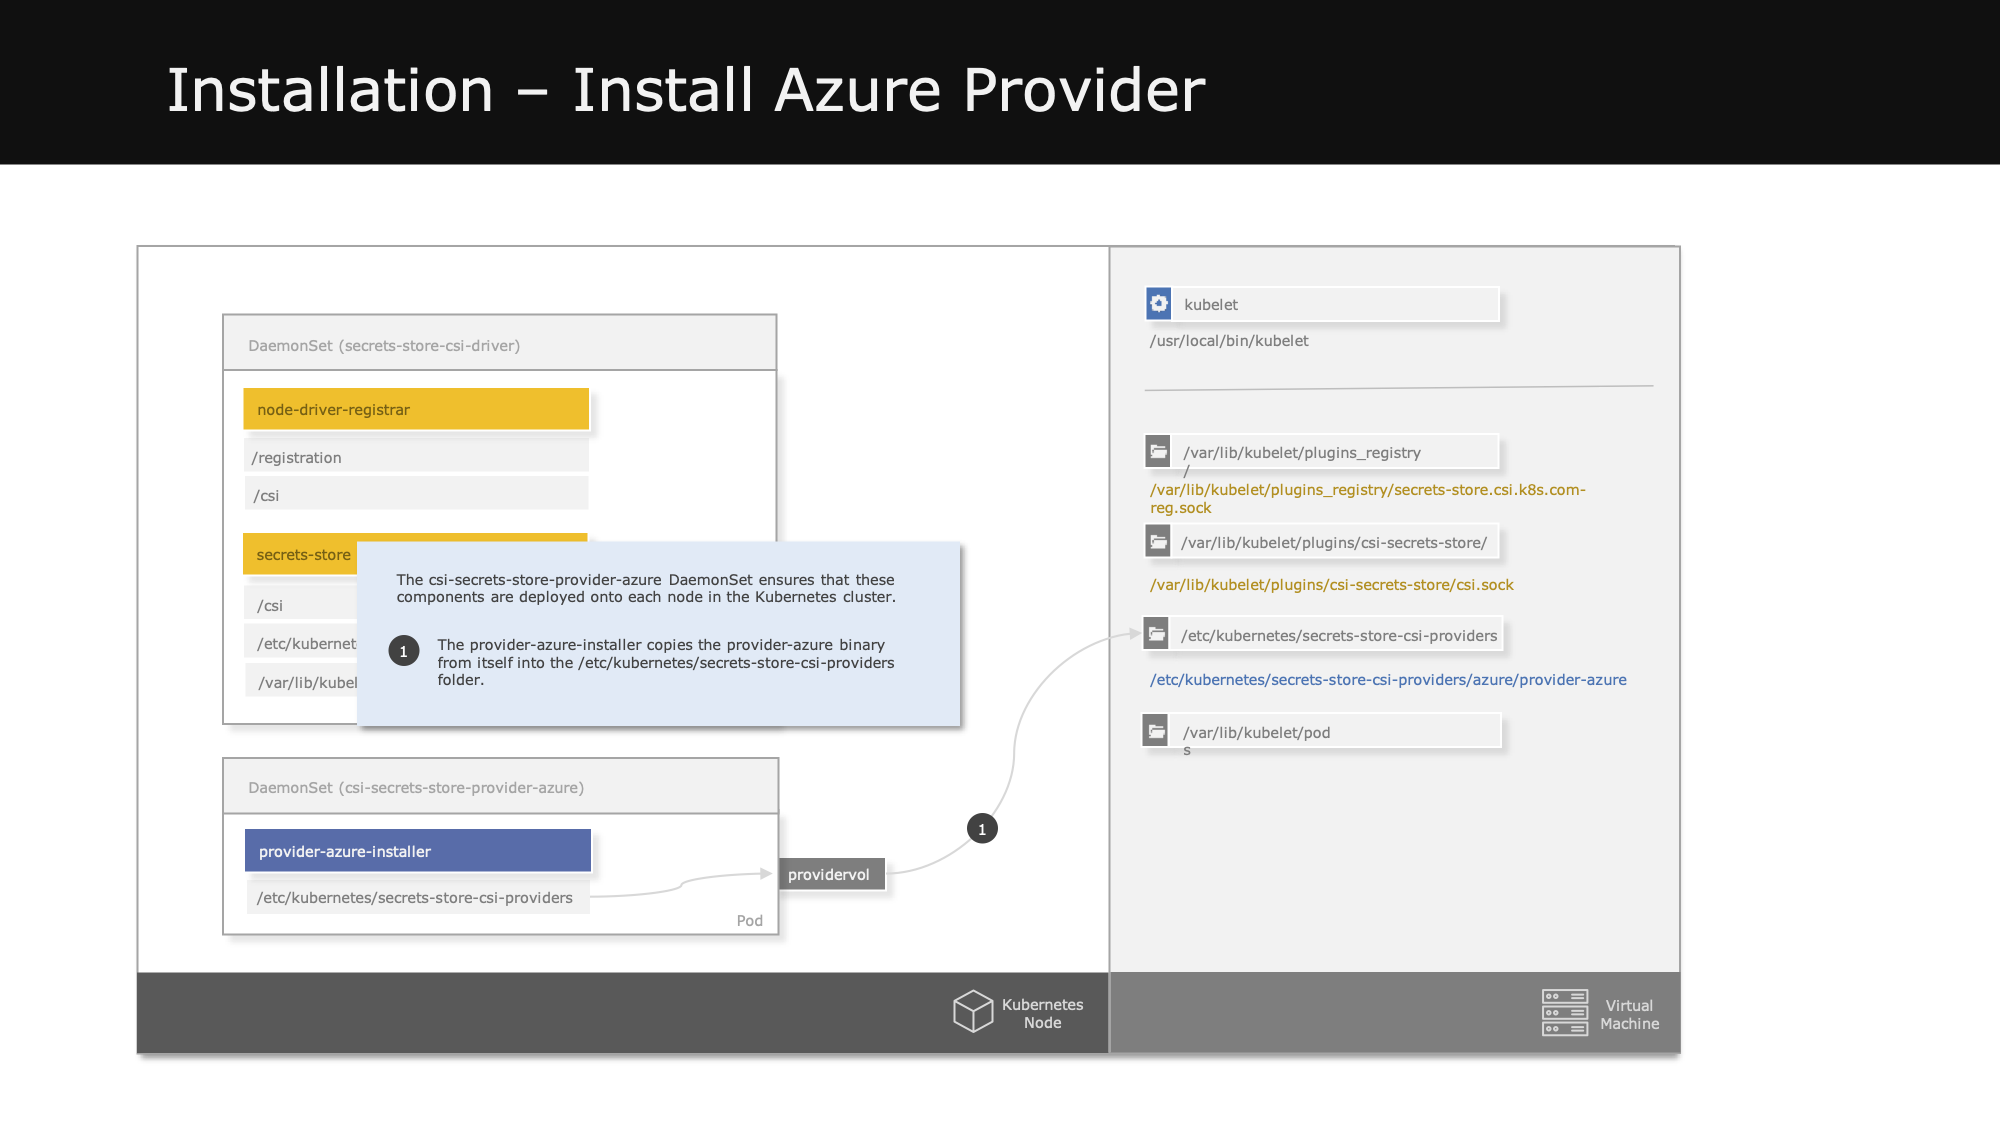 Installation – Install Azure Provider
DaemonSet (secrets-store-csi-driver)
node-driver-registrar
/registration
/csi
secrets-store
/csi
/etc/kubernet
/var/lib/kubel
The csi-secrets-store-provider-azure DaemonSet ensures that these
components are deployed onto each node in the Kubernetes cluster.
1
The provider-azure-installer copies the provider-azure binary
from itself into the /etc/kubernetes/secrets-store-csi-providers
folder.
DaemonSet (csi-secrets-store-provider-azure)
provider-azure-installer
/etc/kubernetes/secrets-store-csi-providers
Pod
providervol
1
kubelet
/usr/local/bin/kubelet
/var/lib/kubelet/plugins_registry
/
/var/lib/kubelet/plugins_registry/secrets-store.csi.k8s.com-
reg.sock
/var/lib/kubelet/plugins/csi-secrets-store/
/var/lib/kubelet/plugins/csi-secrets-store/csi.sock
/etc/kubernetes/secrets-store-csi-providers
/etc/kubernetes/secrets-store-csi-providers/azure/provider-azure
/var/lib/kubelet/pod
s
Kubernetes
Node
Virtual
Machine